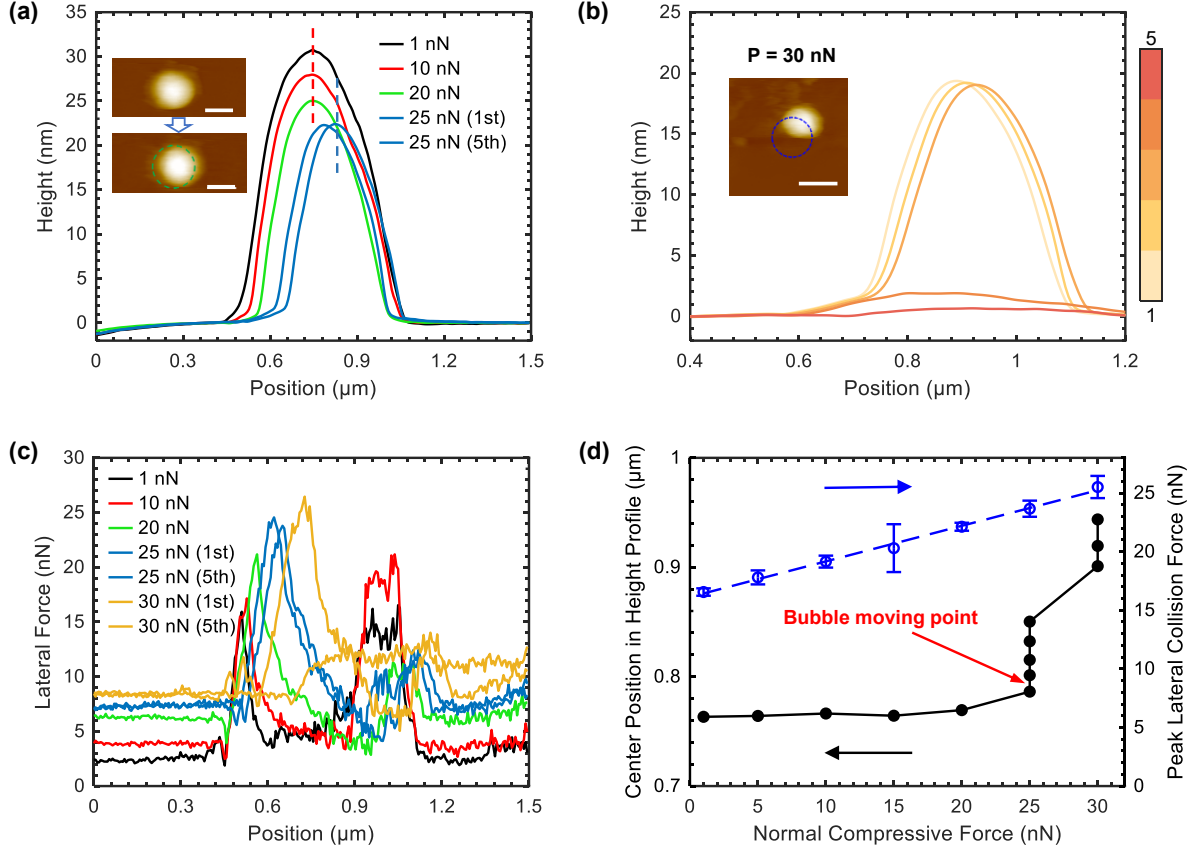 (a)
35
30
25
20
15
10
5
0
Height (nm)
1 nN
10 nN
20 nN
25 nN (1st)
25 nN (5th)
0
0.3
0.6
0.9
1.2
1.5
Position (µm)
(b)
25
20
15
10
5
0
Height (nm)
P = 30 nN
0.4
0.6
0.8
1
1.2
Position (µm)
5
1
(c)
30
25
20
15
10
5
0
Lateral Force (nN)
1 nN
10 nN
20 nN
25 nN (1st)
25 nN (5th)
30 nN (1st)
30 nN (5th)
0
0.3
0.6
0.9
1.2
1.5
Position (µm)
(d)
1
0.9
0.8
0.7
Center Position in Height Profile (µm)
Bubble moving point
0
5
10
15
20
25
30
Normal Compressive Force (nN)
25
20
15
10
5
0
Peak Lateral Collision Force (nN)